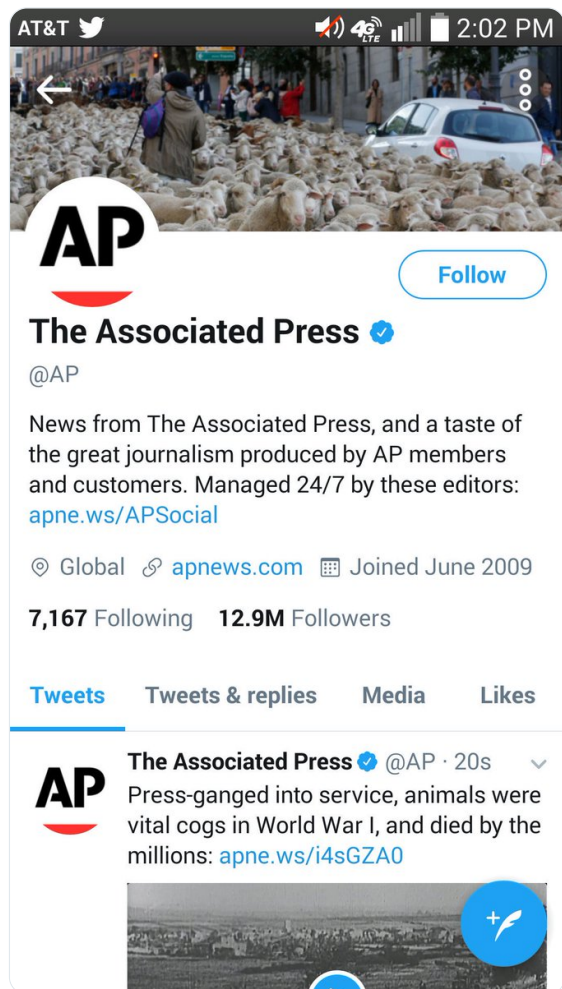 AT&T 4G LTE 2:02 PM
AP
Follow
The Associated Press
@AP
News from The Associated Press, and a taste of
the great journalism produced by AP members
and customers. Managed 24/7 by these editors:
apne.ws/APSocial
Global apnews.com Joined June 2009
7,167 Following 12.9M Followers
Tweets Tweets & replies Media Likes
AP
The Associated Press @AP · 20s
Press-ganged into service, animals were
vital cogs in World War I, and died by the
millions: apne.ws/i4sGZA0